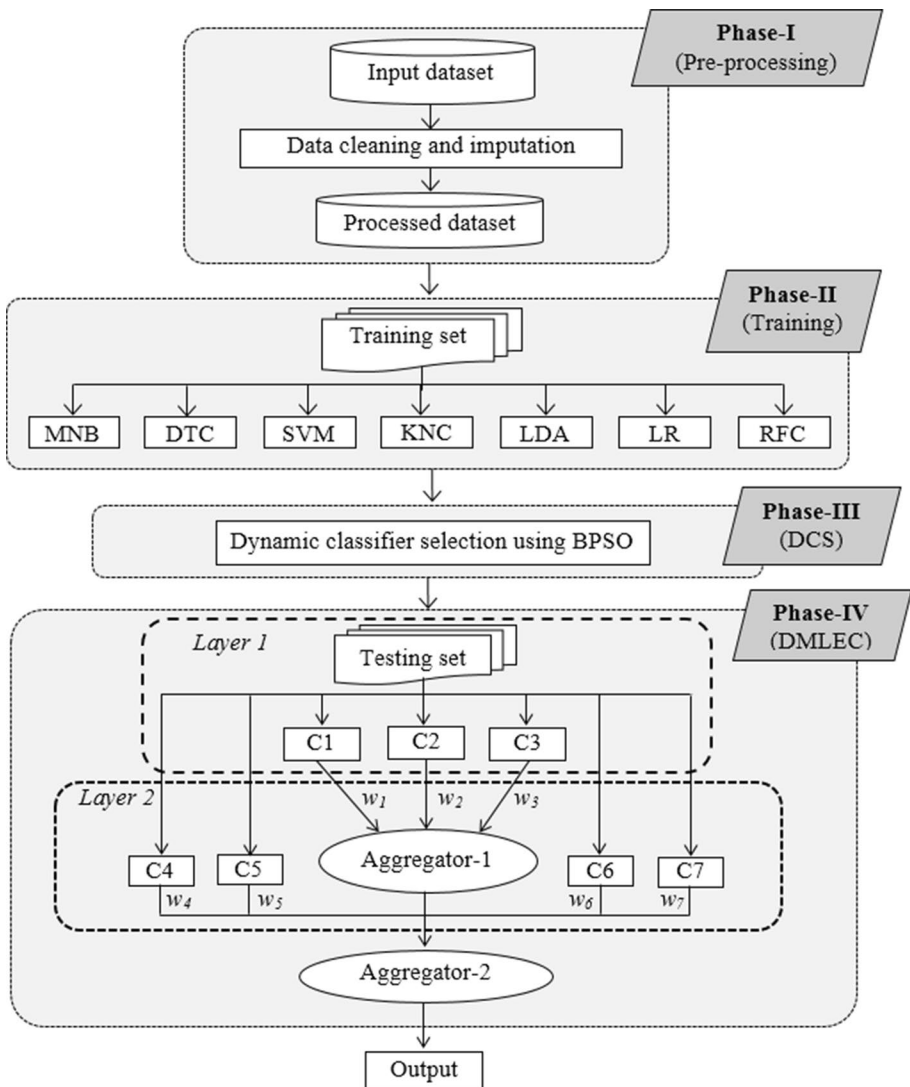 Phase-I
(Pre-processing)
Input dataset
Data cleaning and imputation
Processed dataset
Phase-II
(Training)
Training set
MNB DTC SVM KNC LDA LR RFC
Phase-III
(DCS)
Dynamic classifier selection using BPSO
Phase-IV
(DMLEC)
Layer 1
Testing set
C1 C2 C3
Layer 2
w1 w2 w3
Aggregator-1
C4 C5 C6 C7
w4 w5 w6 w7
Aggregator-2
Output